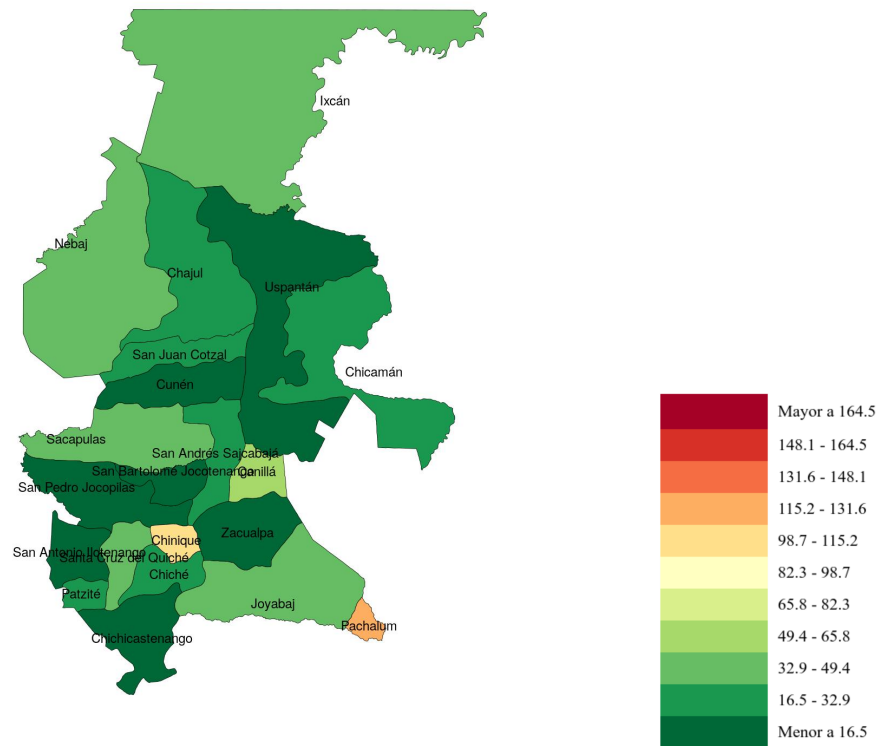 Ixcán
Nebaj
Chajul
Uspantán
San Juan Cotzal
Chicamán
Cunén
Sacapulas
San Andrés Sajcabajá
San Bartolomé Jocotenango
Canillá
San Pedro Jocopilas
Zacualpa
Chinique
San Antonio Ilotenango
Santa Cruz del Quiché
Chiché
Patzité
Joyabaj
Pachalum
Chichicastenango
Mayor a 164.5
148.1 - 164.5
131.6 - 148.1
115.2 - 131.6
98.7 - 115.2
82.3 - 98.7
65.8 - 82.3
49.4 - 65.8
32.9 - 49.4
16.5 - 32.9
Menor a 16.5